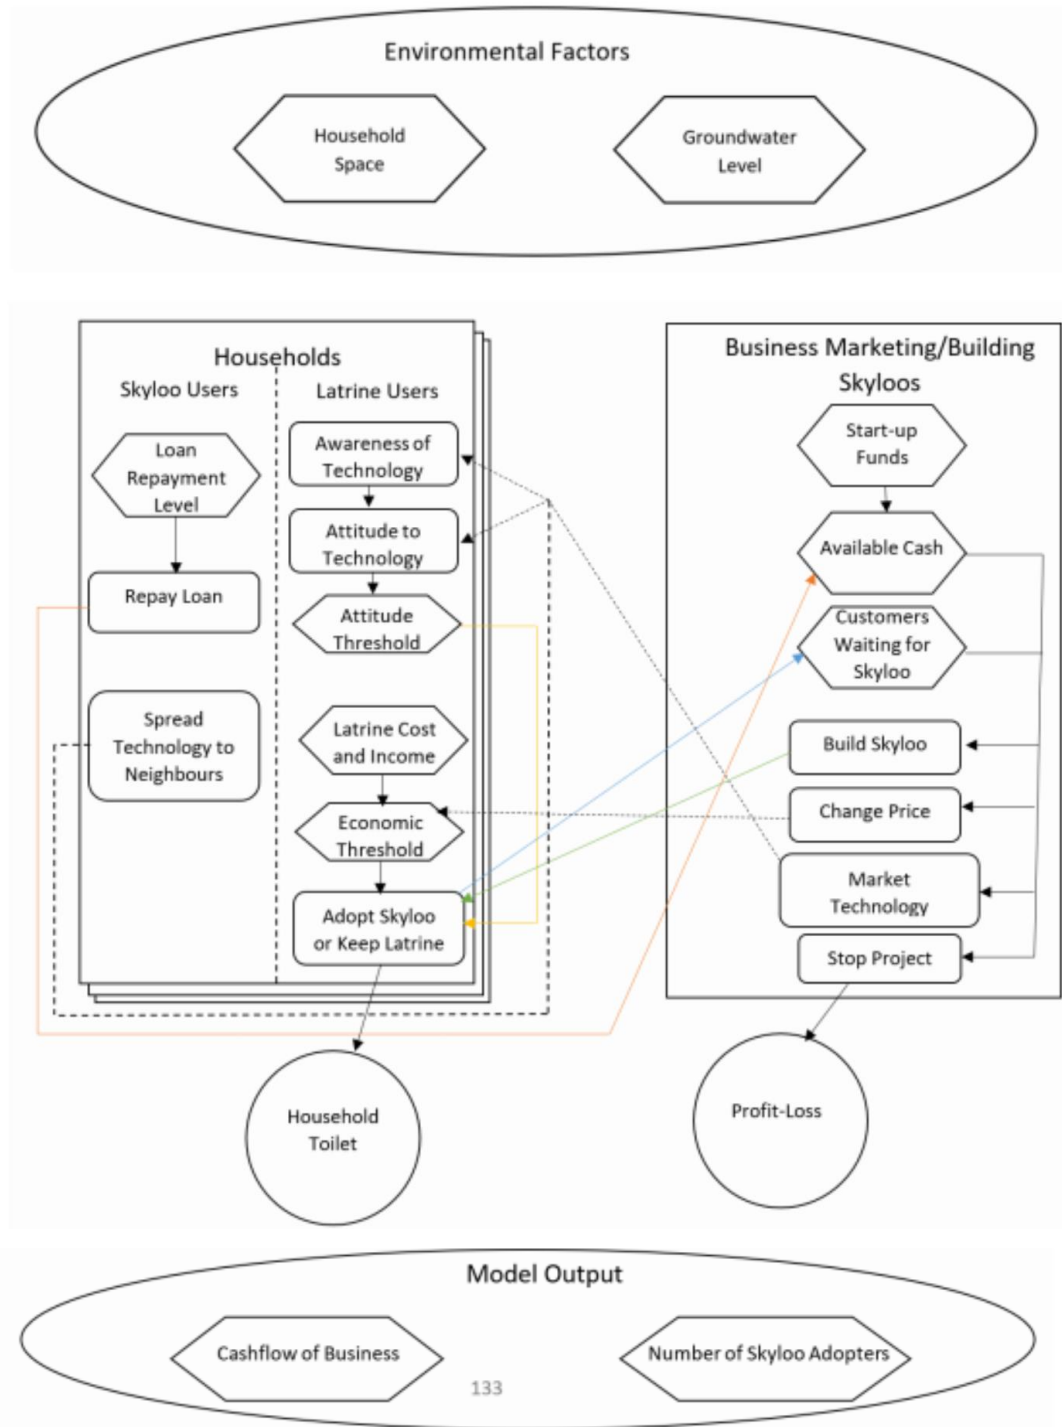 Environmental Factors
Household
Space
Groundwater
Level
Households
Skyloo Users
Latrine Users
Loan
Repayment
Level
Repay Loan
Spread
Technology to
Neighbours
Awareness of
Technology
Attitude to
Technology
Attitude
Threshold
Latrine Cost
and Income
Economic
Threshold
Adopt Skyloo
or Keep Latrine
Business Marketing/Building
Skyloos
Start-up
Funds
Available Cash
Customers
Waiting for
Skyloo
Build Skyloo
Change Price
Market
Technology
Stop Project
Household
Toilet
Profit-Loss
Model Output
Cashflow of Business
Number of Skyloo Adopters
133